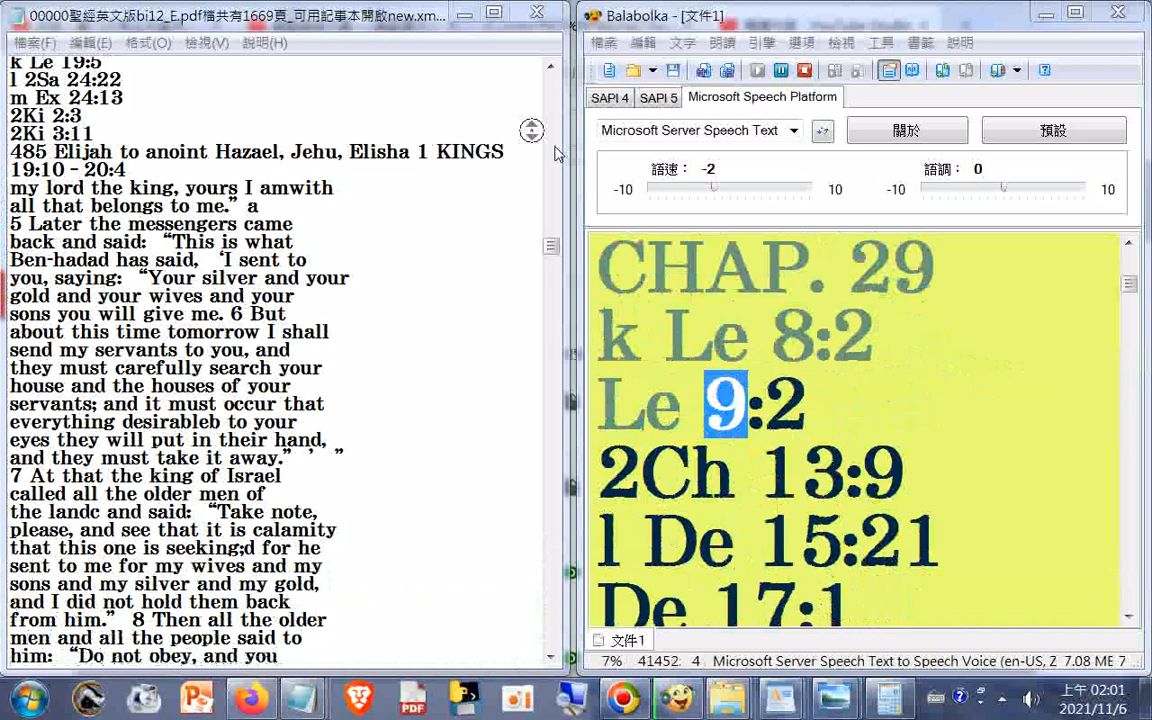 00000聖經英文版bi12_E.pdf檔共有1669頁_可用記事本開啟new.xm...
檔案(F) 編輯(E) 格式(O) 檢視(V) 說明(H)
k Le 19:5
l 2Sa 24:22
m Ex 24:13
2Ki 2:3
2Ki 3:11
485 Elijah to anoint Hazael, Jehu, Elisha 1 KINGS
19:10 - 20:4
my lord the king, yours I amwith
all that belongs to me.” a
5 Later the messengers came
back and said: “This is what
Ben-hadad has said, ‘I sent to
you, saying: “Your silver and your
gold and your wives and your
sons you will give me. 6 But
about this time tomorrow I shall
send my servants to you, and
they must carefully search your
house and the houses of your
servants; and it must occur that
everything desirableb to your
eyes they will put in their hand,
and they must take it away.” ’ ”
7 At that the king of Israel
called all the older men of
the landc and said: “Take note,
please, and see that it is calamity
that this one is seeking;d for he
sent to me for my wives and my
sons and my silver and my gold,
and I did not hold them back
from him.” 8 Then all the older
men and all the people said to
him: “Do not obey, and you
Balabolka - [文件1]
檔案 編輯 文字 朗讀 引擎 選項 檢視 工具 書籤 說明
SAPI 4 SAPI 5 Microsoft Speech Platform
Microsoft Server Speech Text 關於 預設
語速： -2 語調： 0
-10 10 -10 10
CHAP. 29
k Le 8:2
Le 9:2
2Ch 13:9
l De 15:21
De 17:1
文件1
7% 41452: 4 Microsoft Server Speech Text to Speech Voice (en-US, Z 7.08 ME 7
PDF
上午 02:01
2021/11/6